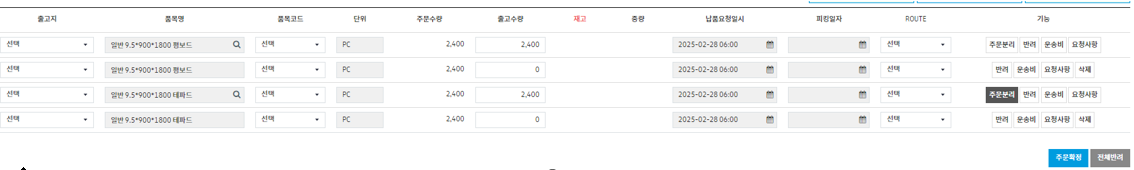 출고지 품목명 품목코드 단위 주문수량 출고수량 재고 중량 납품요청일시 피킹일자 ROUTE 기능
선택 일반 9.5*900*1800 평보드 선택 PC 2,400 2,400 2025-02-28 06:00 선택 주문분리 반려 운송비 요청사항
선택 일반 9.5*900*1800 평보드 선택 PC 2,400 0 2025-02-28 06:00 선택 반려 운송비 요청사항 삭제
선택 일반 9.5*900*1800 테파드 선택 PC 2,400 2,400 2025-02-28 06:00 선택 주문분리 반려 운송비 요청사항
선택 일반 9.5*900*1800 테파드 선택 PC 2,400 0 2025-02-28 06:00 선택 반려 운송비 요청사항 삭제
주문확정 전체반려